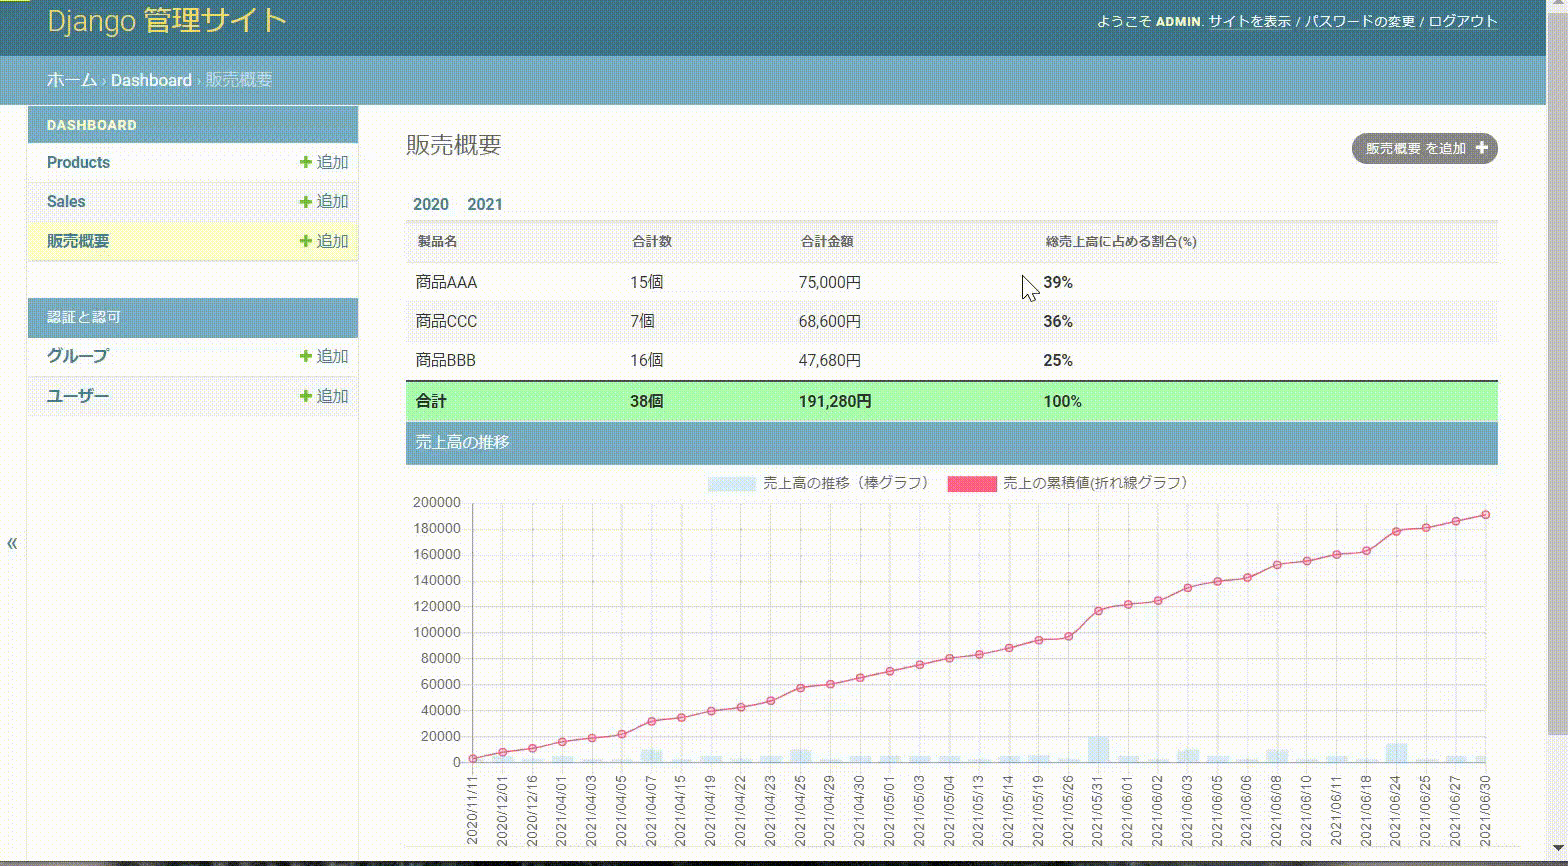 Django 管理サイト
ようこそ ADMIN. サイトを表示 / パスワードの変更 / ログアウト
ホーム › Dashboard › 販売概要
DASHBOARD
Products + 追加
Sales + 追加
販売概要 + 追加
認証と認可
グループ + 追加
ユーザー + 追加
«
販売概要
販売概要 を追加 +
2020 2021
製品名 合計数 合計金額 総売上高に占める割合(%)
商品AAA 15個 75,000円 39%
商品CCC 7個 68,600円 36%
商品BBB 16個 47,680円 25%
合計 38個 191,280円 100%
売上高の推移
売上高の推移（棒グラフ） 売上の累積値(折れ線グラフ)
200000
180000
160000
140000
120000
100000
80000
60000
40000
20000
0
2020/11/11
2020/12/01
2020/12/16
2021/04/01
2021/04/03
2021/04/05
2021/04/07
2021/04/15
2021/04/19
2021/04/22
2021/04/23
2021/04/25
2021/04/29
2021/04/30
2021/05/01
2021/05/03
2021/05/04
2021/05/13
2021/05/14
2021/05/19
2021/05/26
2021/05/31
2021/06/01
2021/06/02
2021/06/03
2021/06/05
2021/06/06
2021/06/08
2021/06/10
2021/06/11
2021/06/18
2021/06/24
2021/06/25
2021/06/27
2021/06/30